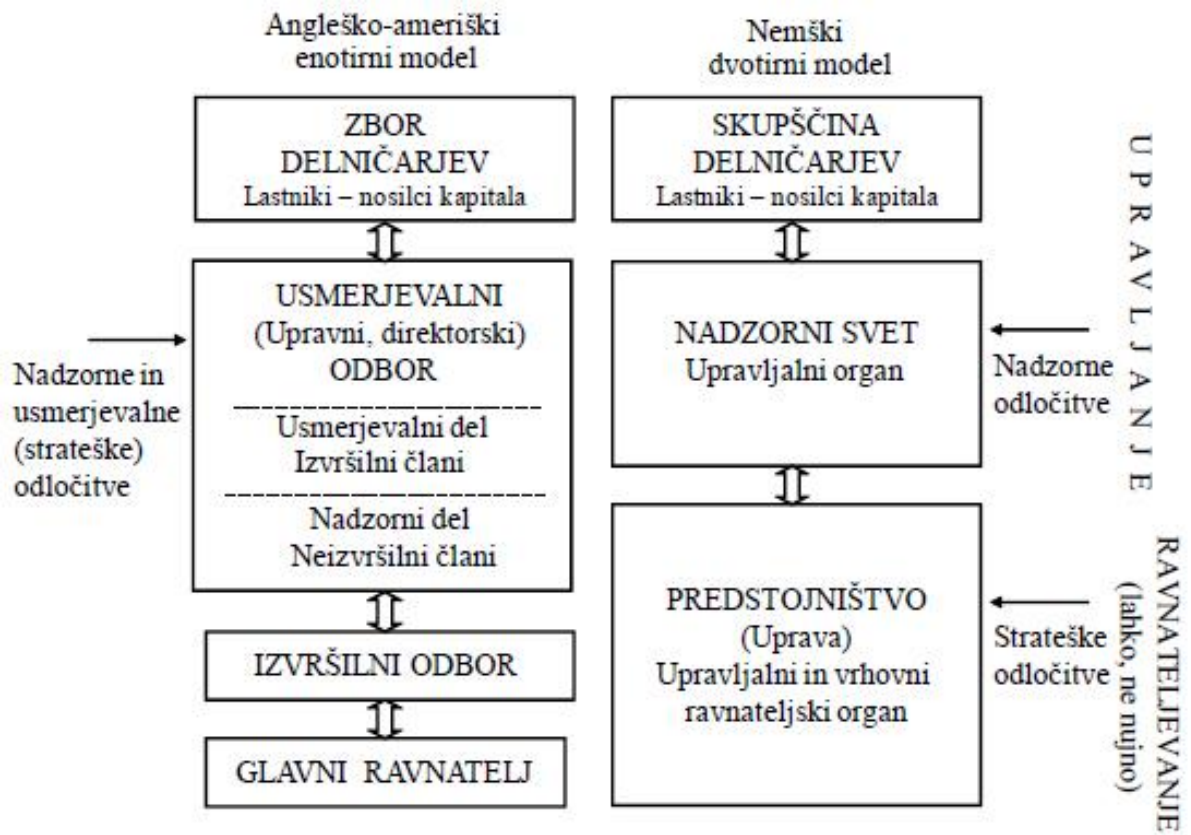 Angleško-ameriški
enotirni model
Nemški
dvotirni model
ZBOR
DELNIČARJEV
Lastniki – nosilci kapitala
SKUPŠČINA
DELNIČARJEV
Lastniki – nosilci kapitala
USMERJEVALNI
(Upravni, direktorski)
ODBOR
Usmerjevalni del
Izvršilni člani
Nadzorni del
Neizvršilni člani
Nadzorne in
usmerjevalne
(strateške)
odločitve
NADZORNI SVET
Upravljalni organ
Nadzorne
odločitve
UPRAVLJANJE
IZVRŠILNI ODBOR
GLAVNI RAVNATELJ
PREDSTOJNIŠTVO
(Uprava)
Upravljalni in vrhovni
ravnateljski organ
Strateške
odločitve
RAVNATELJEVANJE
(lahko, ne nujno)